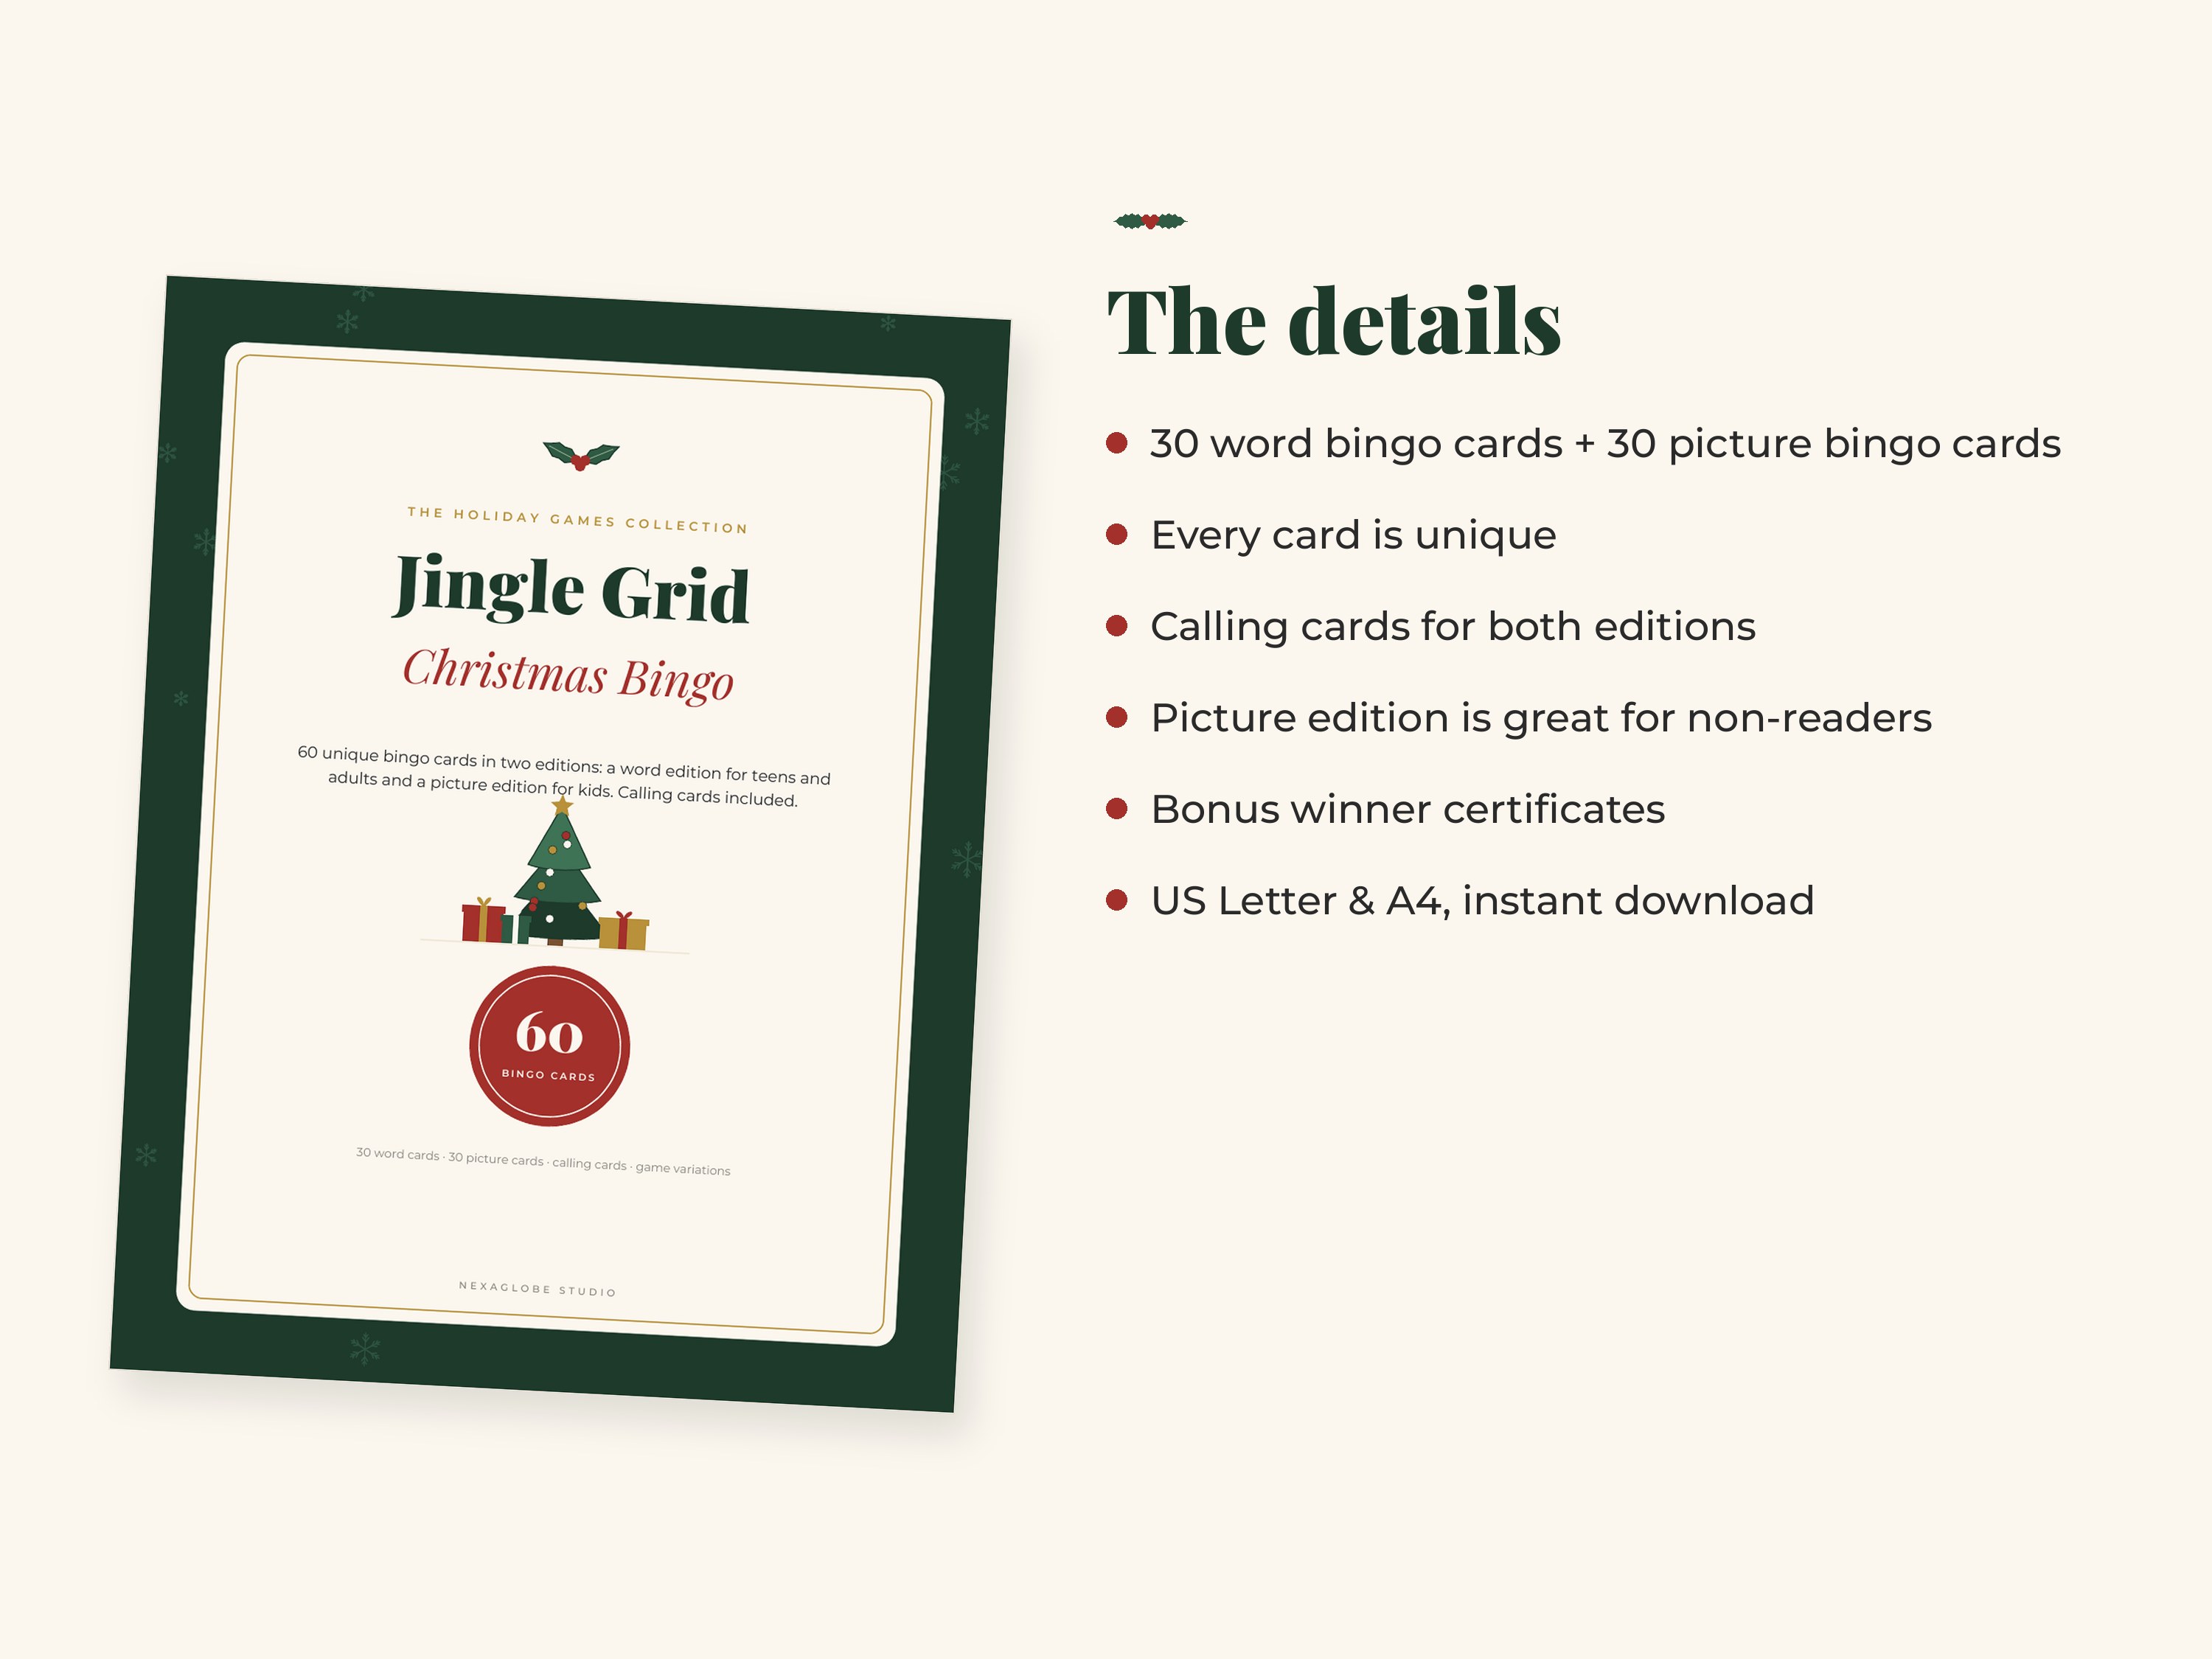 THE HOLIDAY GAMES COLLECTION
Jingle Grid
Christmas Bingo
60 unique bingo cards in two editions: a word edition for teens and
adults and a picture edition for kids. Calling cards included.
60
BINGO CARDS
30 word cards · 30 picture cards · calling cards · game variations
NEXAGLOBE STUDIO
The details
30 word bingo cards + 30 picture bingo cards
Every card is unique
Calling cards for both editions
Picture edition is great for non-readers
Bonus winner certificates
US Letter & A4, instant download